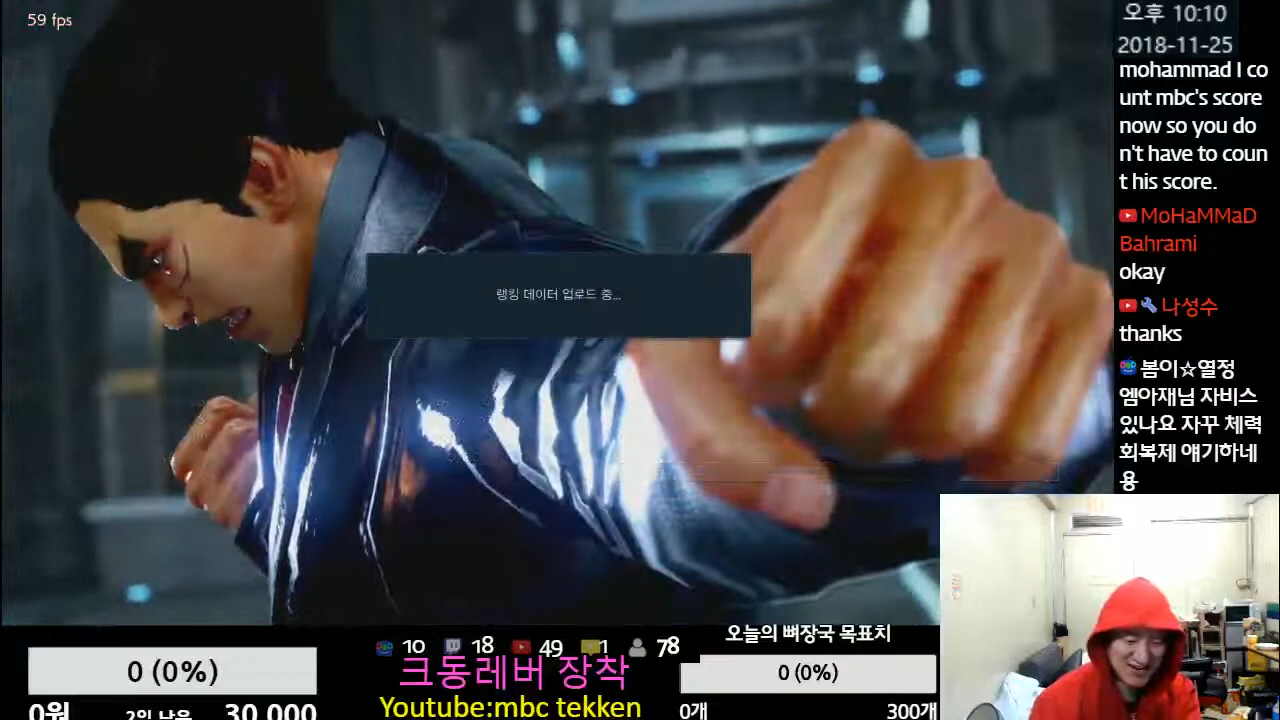 59 fps
오후 10:10
2018-11-25
mohammad I co
unt mbc's score
now so you do
n't have to coun
t his score.
MoHaMMaD
Bahrami
okay
나성수
thanks
봄이☆열정
엠아재님 자비스
있나요 자꾸 체력
회복제 얘기하네
용
랭킹 데이터 업로드 중...
10 18 49 1 78
오늘의 뼈장국 목표치
0 (0%)
크동레버 장착
0 (0%)
Youtube:mbc tekken
0원 2일 남음 30,000
0개 300개